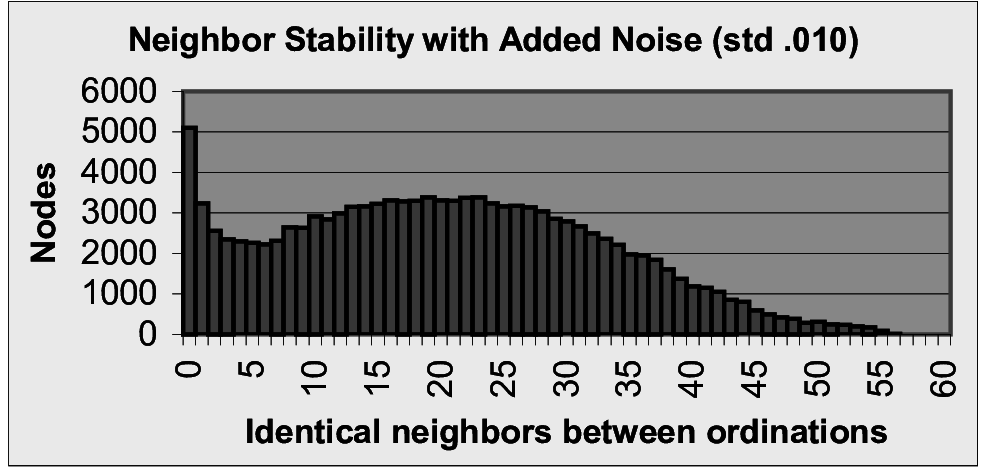 Neighbor Stability with Added Noise (std .010)
Nodes
6000
5000
4000
3000
2000
1000
0
0 5 10 15 20 25 30 35 40 45 50 55 60
Identical neighbors between ordinations